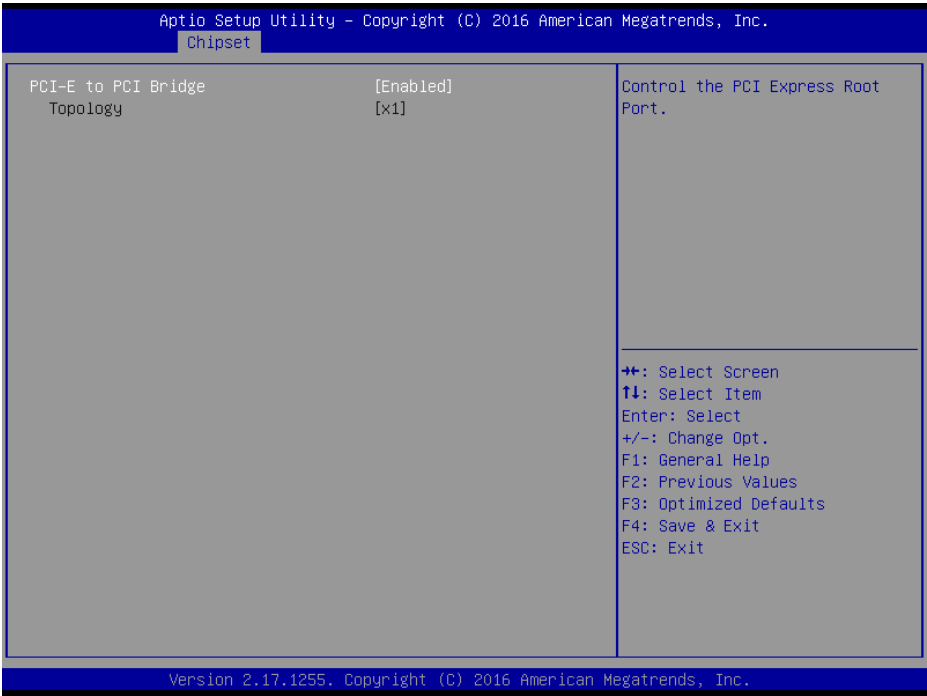 Aptio Setup Utility – Copyright (C) 2016 American Megatrends, Inc.
Chipset
PCI-E to PCI Bridge [Enabled]
Topology [x1]
Control the PCI Express Root
Port.
→←: Select Screen
↑↓: Select Item
Enter: Select
+/-: Change Opt.
F1: General Help
F2: Previous Values
F3: Optimized Defaults
F4: Save & Exit
ESC: Exit
Version 2.17.1255. Copyright (C) 2016 American Megatrends, Inc.